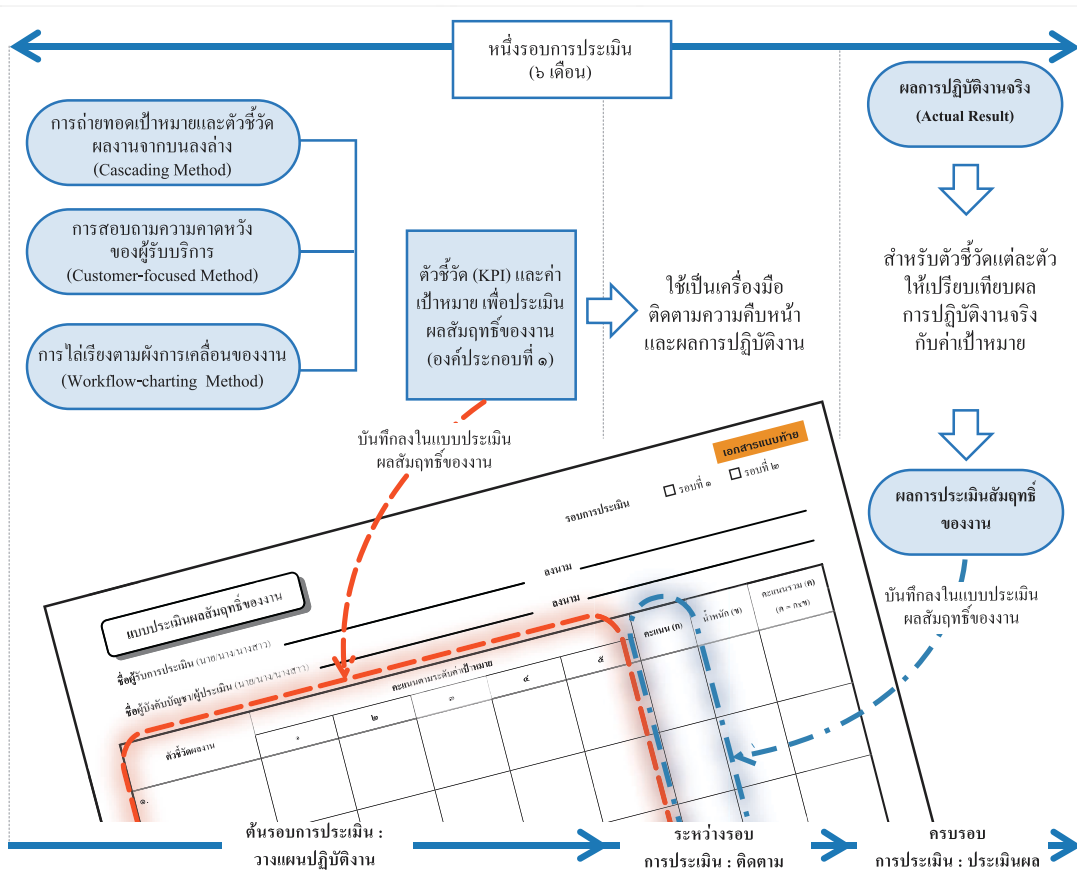 หนึ่งรอบการประเมิน
(๖ เดือน)
การถ่ายทอดเป้าหมายและตัวชี้วัด
ผลงานจากบนลงล่าง
(Cascading Method)
การสอบถามความคาดหวัง
ของผู้รับบริการ
(Customer-focused Method)
การไล่เรียงตามผังการเคลื่อนของงาน
(Workflow-charting Method)
ตัวชี้วัด (KPI) และค่า
เป้าหมาย เพื่อประเมิน
ผลสัมฤทธิ์ของงาน
(องค์ประกอบที่ ๑)
ใช้เป็นเครื่องมือ
ติดตามความคืบหน้า
และผลการปฏิบัติงาน
ผลการปฏิบัติงานจริง
(Actual Result)
สำหรับตัวชี้วัดแต่ละตัว
ให้เปรียบเทียบผล
การปฏิบัติงานจริง
กับค่าเป้าหมาย
ผลการประเมินสัมฤทธิ์
ของงาน
บันทึกลงในแบบประเมิน
ผลสัมฤทธิ์ของงาน
บันทึกลงในแบบประเมิน
ผลสัมฤทธิ์ของงาน
เอกสารแนบท้าย
รอบการประเมิน รอบที่ ๑ รอบที่ ๒
แบบประเมินผลสัมฤทธิ์ของงาน
ชื่อผู้รับการประเมิน (นาย/นาง/นางสาว) ลงนาม
ชื่อผู้บังคับบัญชา/ผู้ประเมิน (นาย/นาง/นางสาว) ลงนาม
ตัวชี้วัดผลงาน
คะแนนตามระดับค่าเป้าหมาย
๑ ๒ ๓ ๔ ๕
คะแนน (ก)
น้ำหนัก (ข)
คะแนนรวม (ค)
(ค = กxข)
๑.
ต้นรอบการประเมิน :
วางแผนปฏิบัติงาน
ระหว่างรอบ
การประเมิน : ติดตาม
ครบรอบ
การประเมิน : ประเมินผล